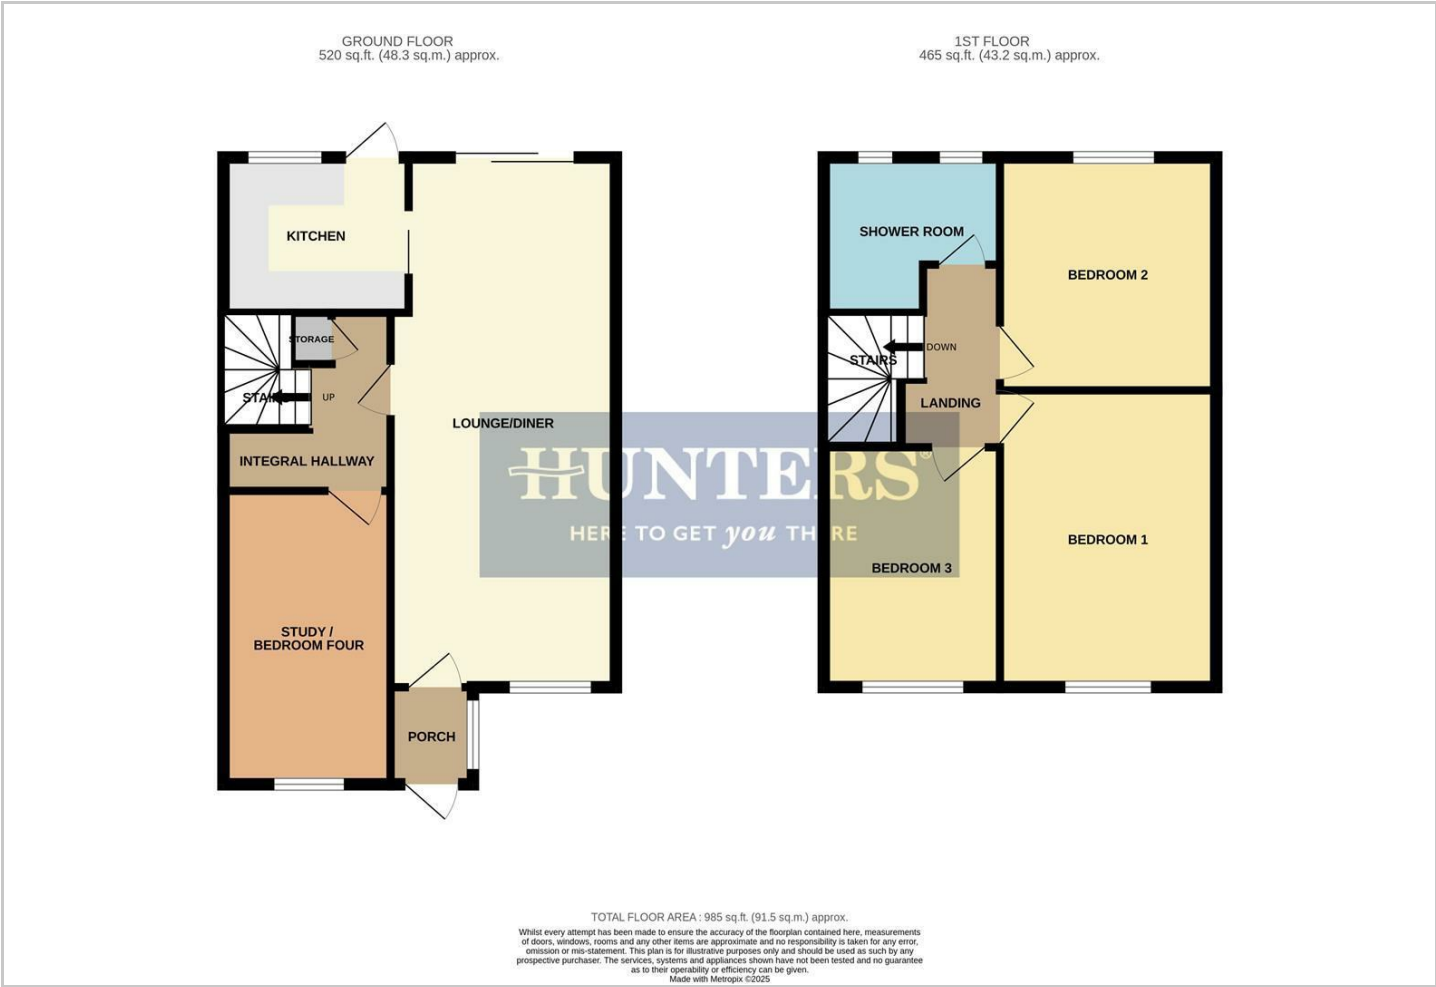 GROUND FLOOR
520 sq.ft. (48.3 sq.m.) approx.
1ST FLOOR
465 sq.ft. (43.2 sq.m.) approx.
KITCHEN
STORAGE
STAIRS
UP
LOUNGE/DINER
INTEGRAL HALLWAY
STUDY /
BEDROOM FOUR
PORCH
SHOWER ROOM
BEDROOM 2
DOWN
STAIRS
LANDING
BEDROOM 1
BEDROOM 3
HUNTERS®
HERE TO GET you THERE
TOTAL FLOOR AREA : 985 sq.ft. (91.5 sq.m.) approx.
Whilst every attempt has been made to ensure the accuracy of the floorplan contained here, measurements
of doors, windows, rooms and any other items are approximate and no responsibility is taken for any error,
omission or mis-statement. This plan is for illustrative purposes only and should be used as such by any
prospective purchaser. The services, systems and appliances shown have not been tested and no guarantee
as to their operability or efficiency can be given.
Made with Metropix ©2025